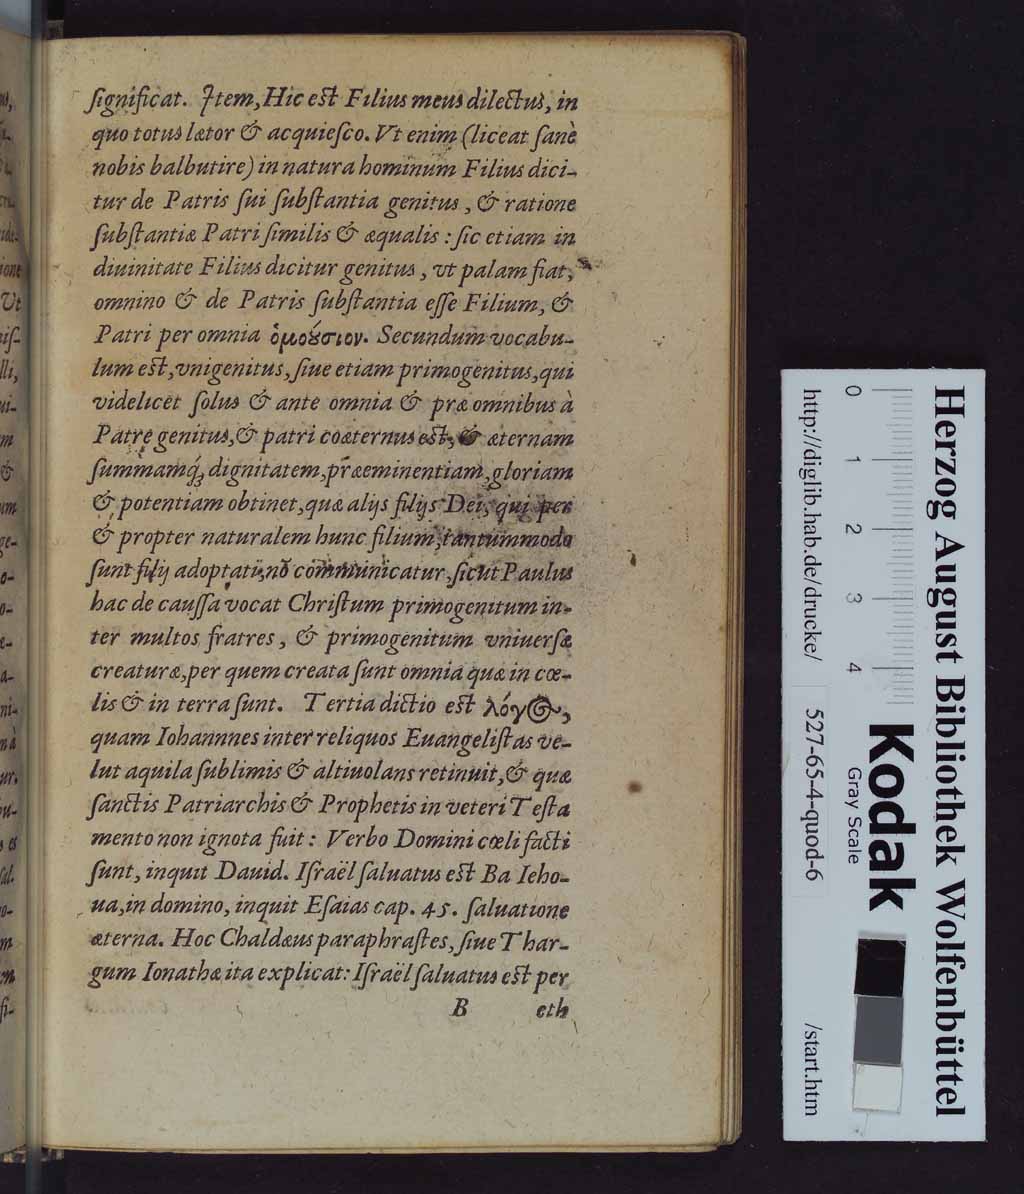 ſignificat. Item, Hic est Filius meus dilectus, in
quo totus lætor & acquieſco. Vt enim (liceat ſanè
nobis balbutire) in natura hominum Filius dici-
tur de Patris ſui ſubſtantia genitus, & ratione
ſubſtantiæ Patri ſimilis & æqualis: ſic etiam in
diuinitate Filius dicitur genitus, vt palam fiat,
omnino & de Patris ſubſtantia eſſe Filium, &
Patri per omnia ὁμοȣ́σιον. Secundum vocabu-
lum est, vnigenitus, ſiue etiam primogenitus, qui
videlicet ſolus & ante omnia & præ omnibus à
Patre genitus, & patri coæternus est, & æternam
ſummamq́ꝫ dignitatem, præeminentiam, gloriam
& potentiam obtinet, quæ alijs filijs Dei, qui per
& propter naturalem hunc filium, tantummodo
ſunt filij adoptati, nō communicatur, ſicut Paulus
hac de cauſſa vocat Chriſtum primogenitum in-
ter multos fratres, & primogenitum vniuerſæ
creaturæ, per quem creata ſunt omnia quæ in cœ-
lis & in terra ſunt. Tertia dictio est λόγος,
quam Iohannnes inter reliquos Euangeliſtas ve-
lut aquila ſublimis & altiuolans retinuit, & quæ
ſanctis Patriarchis & Prophetis in veteri Teſta
mento non ignota fuit: Verbo Domini cœli facti
ſunt, inquit Dauid. Iſraël ſaluatus est Ba Ieho-
ua, in domino, inquit Eſaias cap. 45. ſaluatione
æterna. Hoc Chaldæus paraphraſtes, ſiue Thar-
gum Ionathæ ita explicat: Iſraël ſaluatus est per
B eth
Herzog August Bibliothek Wolfenbüttel
Kodak
Gray Scale
0 1 2 3 4
http://diglib.hab.de/drucke/ 527-65-4-quod-6 /start.htm